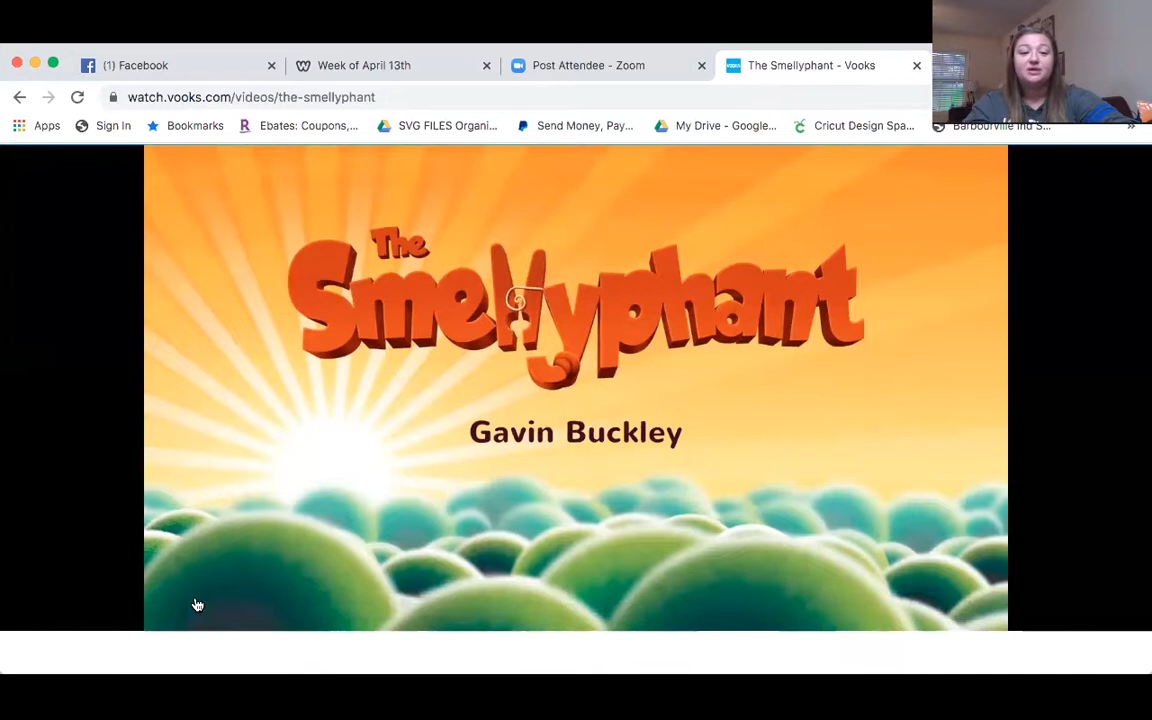 (1) Facebook
Week of April 13th
Post Attendee - Zoom
The Smellyphant - Vooks
watch.vooks.com/videos/the-smellyphant
Apps
Sign In
Bookmarks
Ebates: Coupons,...
SVG FILES Organi...
Send Money, Pay...
My Drive - Google...
Cricut Design Spa...
Barbourville Ind S...
The
Smellyphant
Gavin Buckley